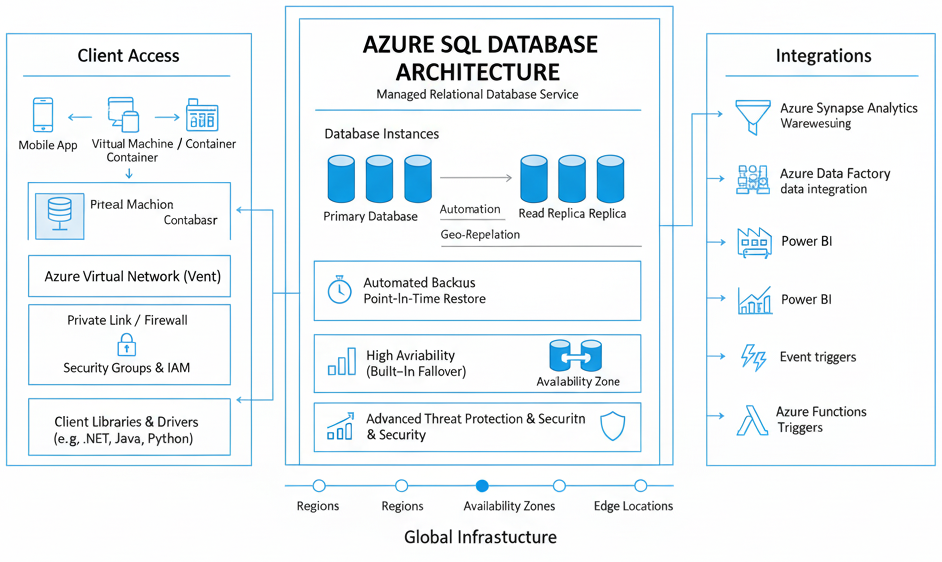 Client Access
Mobile App
Virtual Machine / Container
Container
Piteal Machion
Contabasr
Azure Virtual Network (Vent)
Private Link / Firewall
Security Groups & IAM
Client Libraries & Drivers
(e.g, .NET, Java, Python)
AZURE SQL DATABASE
ARCHITECTURE
Managed Relational Database Service
Database Instances
Primary Database
Automation
Read Replica Replica
Geo-Repelation
Automated Backus
Point-In-Time Restore
High Avriability
(Built-In Fallover)
Availability Zone
Advanced Threat Protection & Securitn
& Security
Integrations
Azure Synapse Analytics
Warewesuing
Azure Data Factory
data integration
Power BI
Power BI
Event triggers
Azure Functions
Triggers
Regions
Regions
Availability Zones
Edge Locations
Global Infrastucture